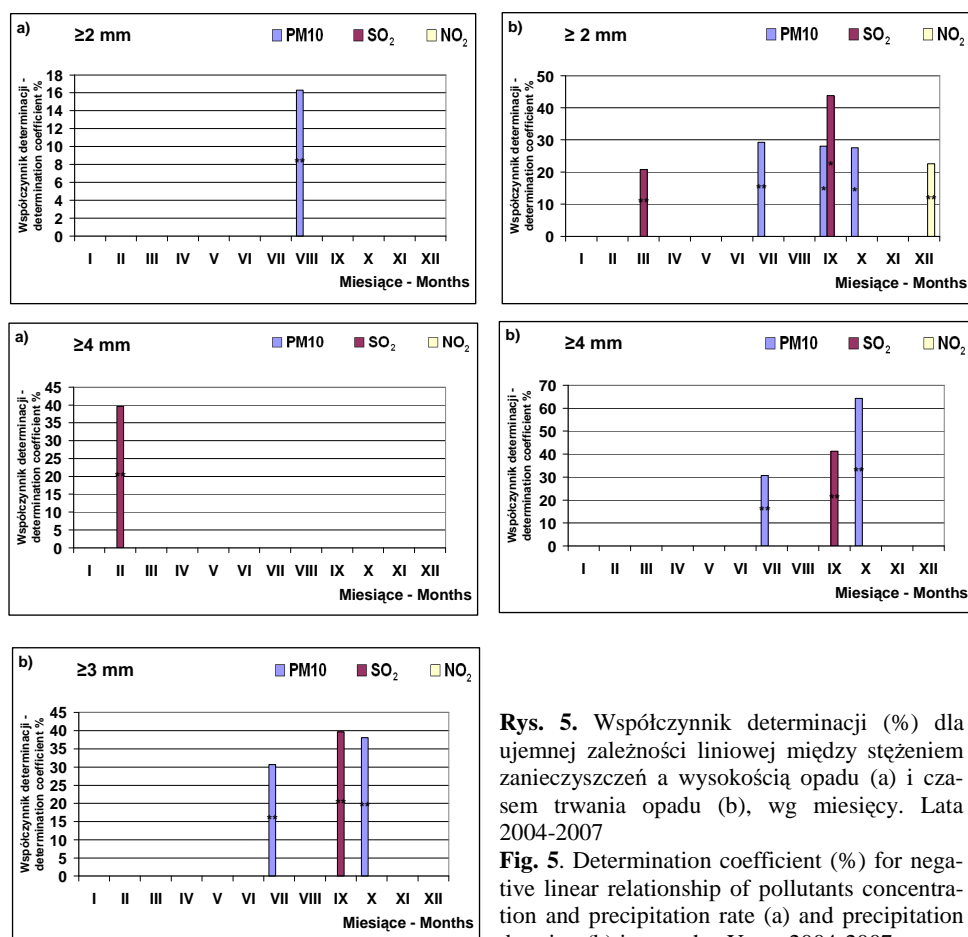 a) ≥2 mm PM10 SO₂ NO₂
Współczynnik determinacji -
determination coefficient %
18
16
14
12
10
8
6
4
2
0
**
I II III IV V VI VII VIII IX X XI XII
Miesiące - Months
b) ≥ 2 mm PM10 SO₂ NO₂
Współczynnik determinacji -
determination coefficient %
50
40
30
20
10
0
** ** * * * **
I II III IV V VI VII VIII IX X XI XII
Miesiące - Months
a) ≥4 mm PM10 SO₂ NO₂
Współczynnik determinacji -
determination coefficient %
45
40
35
30
25
20
15
10
5
0
**
I II III IV V VI VII VIII IX X XI XII
Miesiące - Months
b) ≥4 mm PM10 SO₂ NO₂
Współczynnik determinacji -
determination coefficient %
70
60
50
40
30
20
10
0
** ** **
I II III IV V VI VII VIII IX X XI XII
Miesiące - Months
b) ≥3 mm PM10 SO₂ NO₂
Współczynnik determinacji -
determination coefficient %
45
40
35
30
25
20
15
10
5
0
** ** **
I II III IV V VI VII VIII IX X XI XII
Miesiące - Months
Rys. 5. Współczynnik determinacji (%) dla
ujemnej zależności liniowej między stężeniem
zanieczyszczeń a wysokością opadu (a) i cza-
sem trwania opadu (b), wg miesięcy. Lata
2004-2007
Fig. 5. Determination coefficient (%) for nega-
tive linear relationship of pollutants concentra-
tion and precipitation rate (a) and precipitation